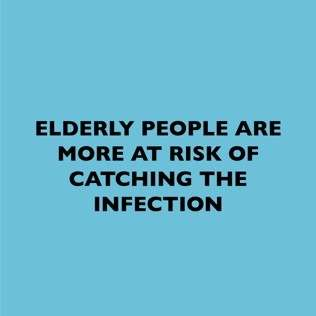 ELDERLY PEOPLE ARE
MORE AT RISK OF
CATCHING THE
INFECTION